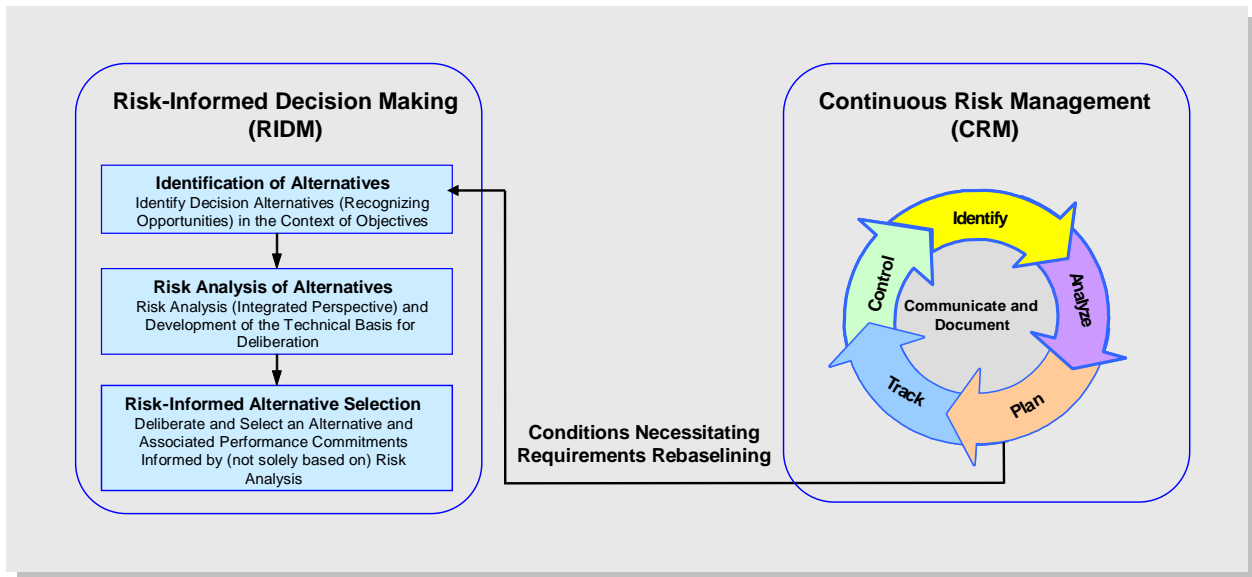 Risk-Informed Decision Making
(RIDM)
Identification of Alternatives
Identify Decision Alternatives (Recognizing
Opportunities) in the Context of Objectives
Risk Analysis of Alternatives
Risk Analysis (Integrated Perspective) and
Development of the Technical Basis for
Deliberation
Risk-Informed Alternative Selection
Deliberate and Select an Alternative and
Associated Performance Commitments
Informed by (not solely based on) Risk
Analysis
Conditions Necessitating
Requirements Rebaselining
Continuous Risk Management
(CRM)
Identify
Analyze
Plan
Track
Control
Communicate and
Document